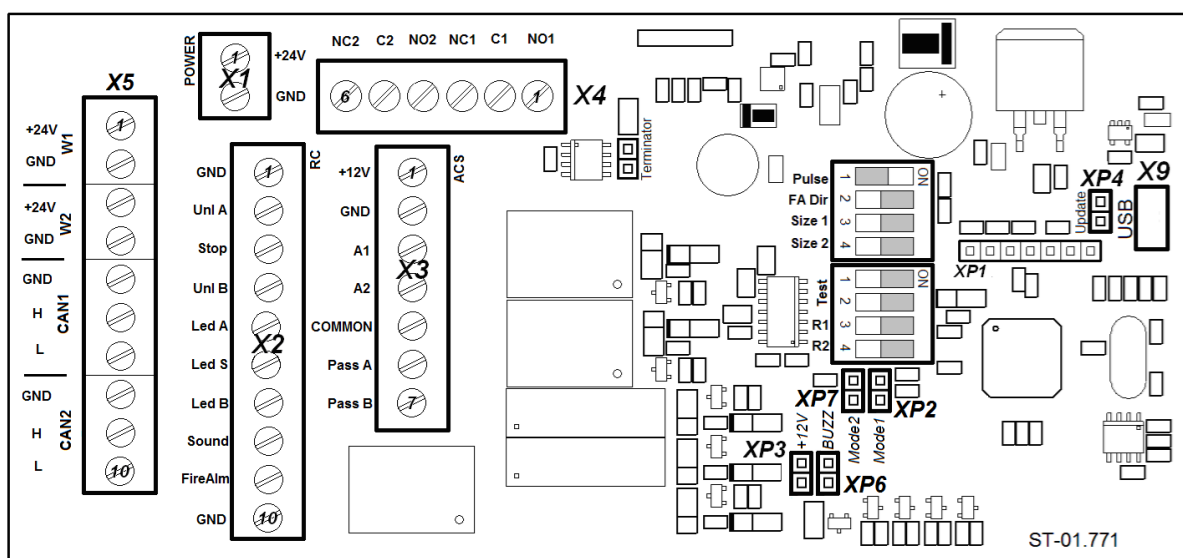 X5
W1
+24V
1
GND
W2
+24V
GND
CAN1
GND
H
L
CAN2
GND
H
L
10
POWER
X1
1
+24V
GND
NC2 C2 NO2 NC1 C1 NO1
6
1
X4
RC
X2
GND
1
Unl A
Stop
Unl B
Led A
Led S
Led B
Sound
FireAlm
GND
10
ACS
X3
+12V
1
GND
A1
A2
COMMON
Pass A
Pass B
7
Terminator
+
Pulse 1 ON
FA Dir 2
Size 1 3
Size 2 4
Test
1 ON
2
R1 3
R2 4
XP4
Update
X9
USB
XP1
XP7
XP2
Mode2
Mode1
XP3
+12V
BUZZ
XP6
ST-01.771